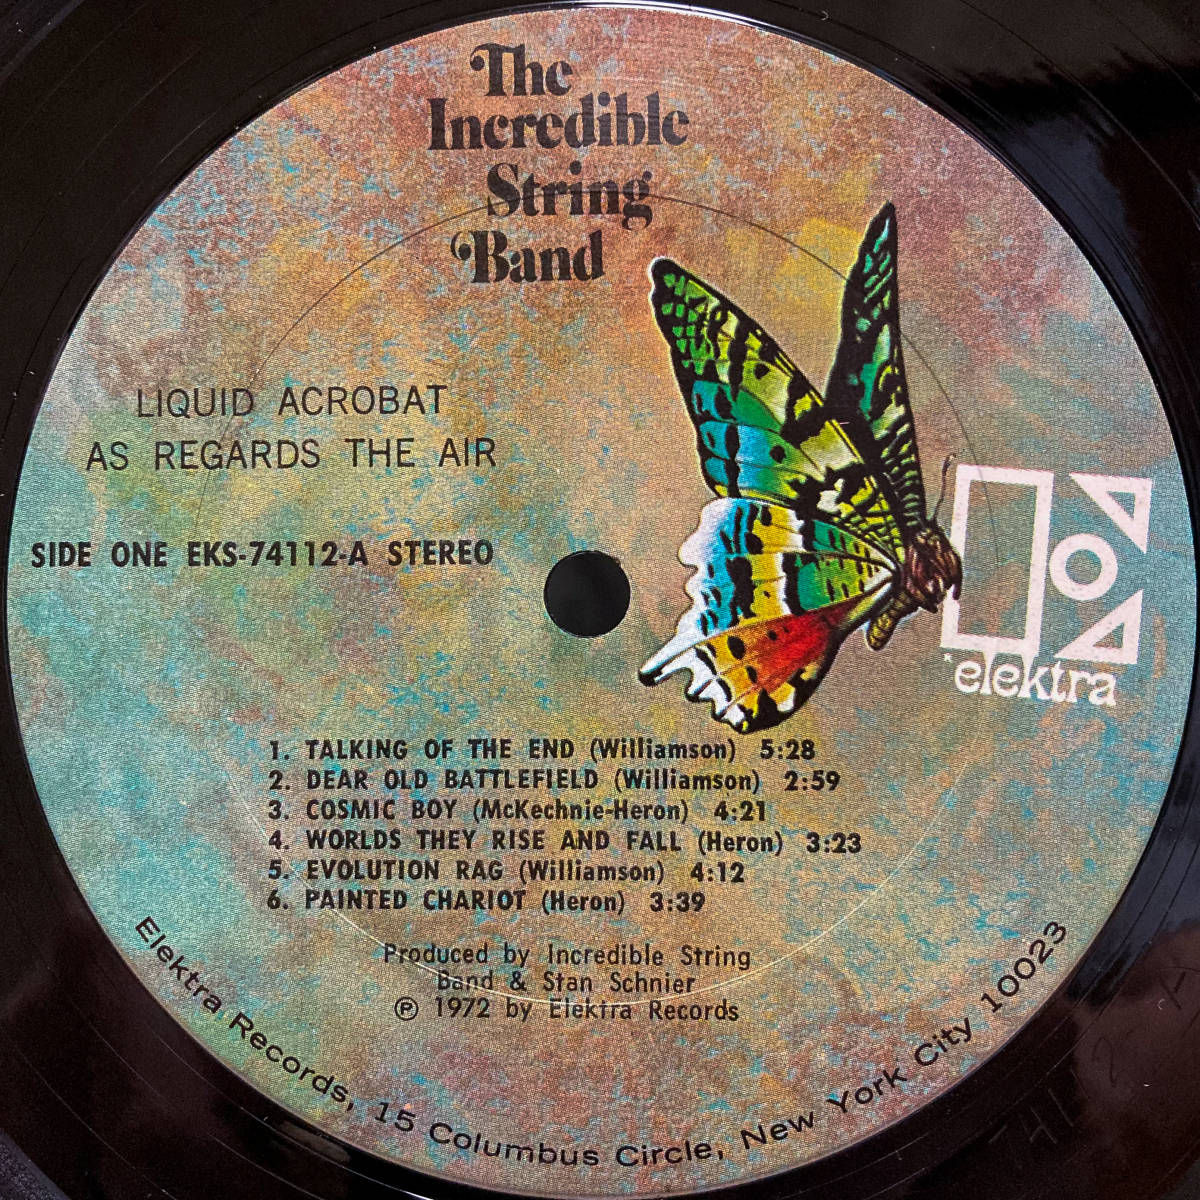 The
Incredible
String
Band
LIQUID ACROBAT
AS REGARDS THE AIR
SIDE ONE EKS-74112-A STEREO
elektra
1. TALKING OF THE END (Williamson) 5:28
2. DEAR OLD BATTLEFIELD (Williamson) 2:59
3. COSMIC BOY (McKechnie-Heron) 4:21
4. WORLDS THEY RISE AND FALL (Heron) 3:23
5. EVOLUTION RAG (Williamson) 4:12
6. PAINTED CHARIOT (Heron) 3:39
Produced by Incredible String
Band & Stan Schnier
℗ 1972 by Elektra Records
Elektra Records, 15 Columbus Circle, New York City 10023